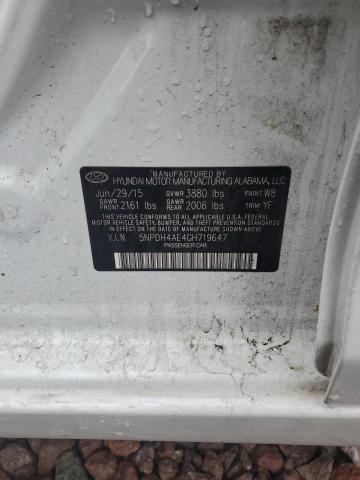 MANUFACTURED BY
HYUNDAI MOTOR MANUFACTURING ALABAMA, LLC
Jun/29/15 GVWR 3880 lbs PAINT W8
GAWR FRONT 2161 lbs GAWR REAR 2006 lbs TRIM YF
THIS VEHICLE CONFORMS TO ALL APPLICABLE U.S.A. FEDERAL
MOTOR VEHICLE SAFETY, BUMPER, AND THEFT PREVENTION STANDARDS
IN EFFECT ON THE DATE OF MANUFACTURE SHOWN ABOVE.
V.I.N 5NPDH4AE4GH719647
PASSENGER CAR